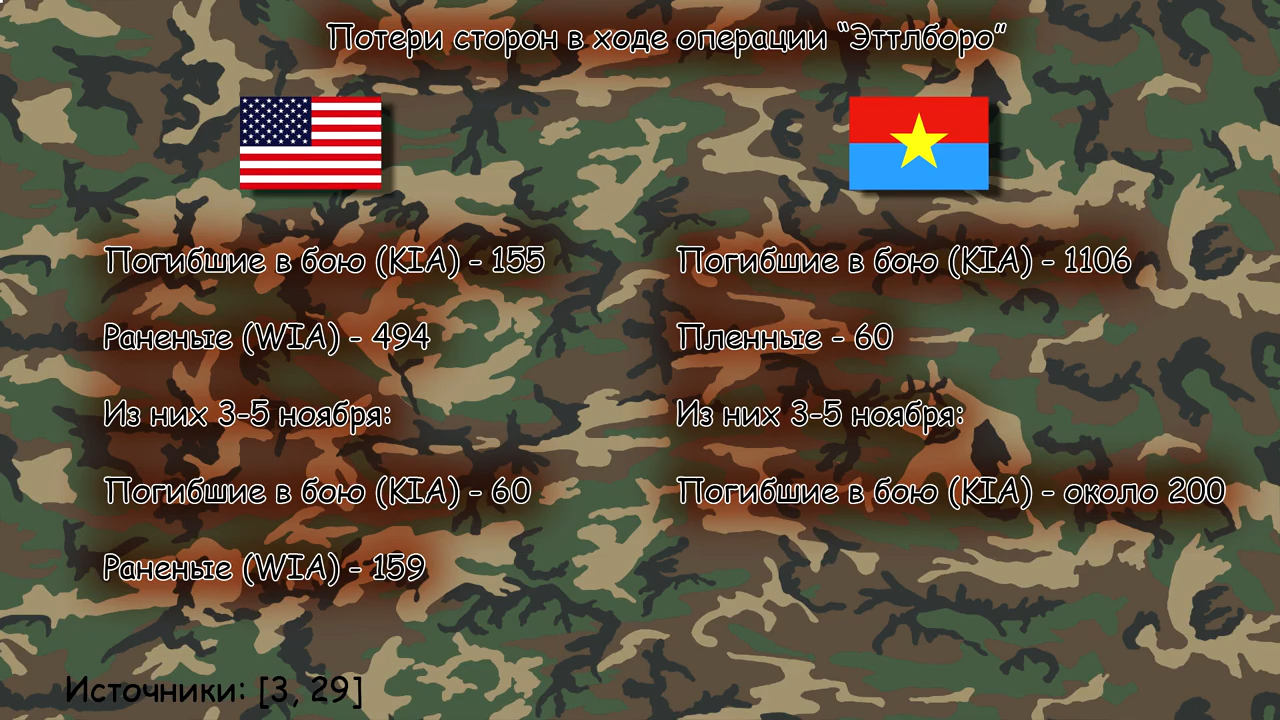 Потери сторон в ходе операции “Эттлборо”
Погибшие в бою (KIA) - 155
Раненые (WIA) - 494
Из них 3-5 ноября:
Погибшие в бою (KIA) - 60
Раненые (WIA) - 159
Погибшие в бою (KIA) - 1106
Пленные - 60
Из них 3-5 ноября:
Погибшие в бою (KIA) - около 200
Источники: [3, 29]